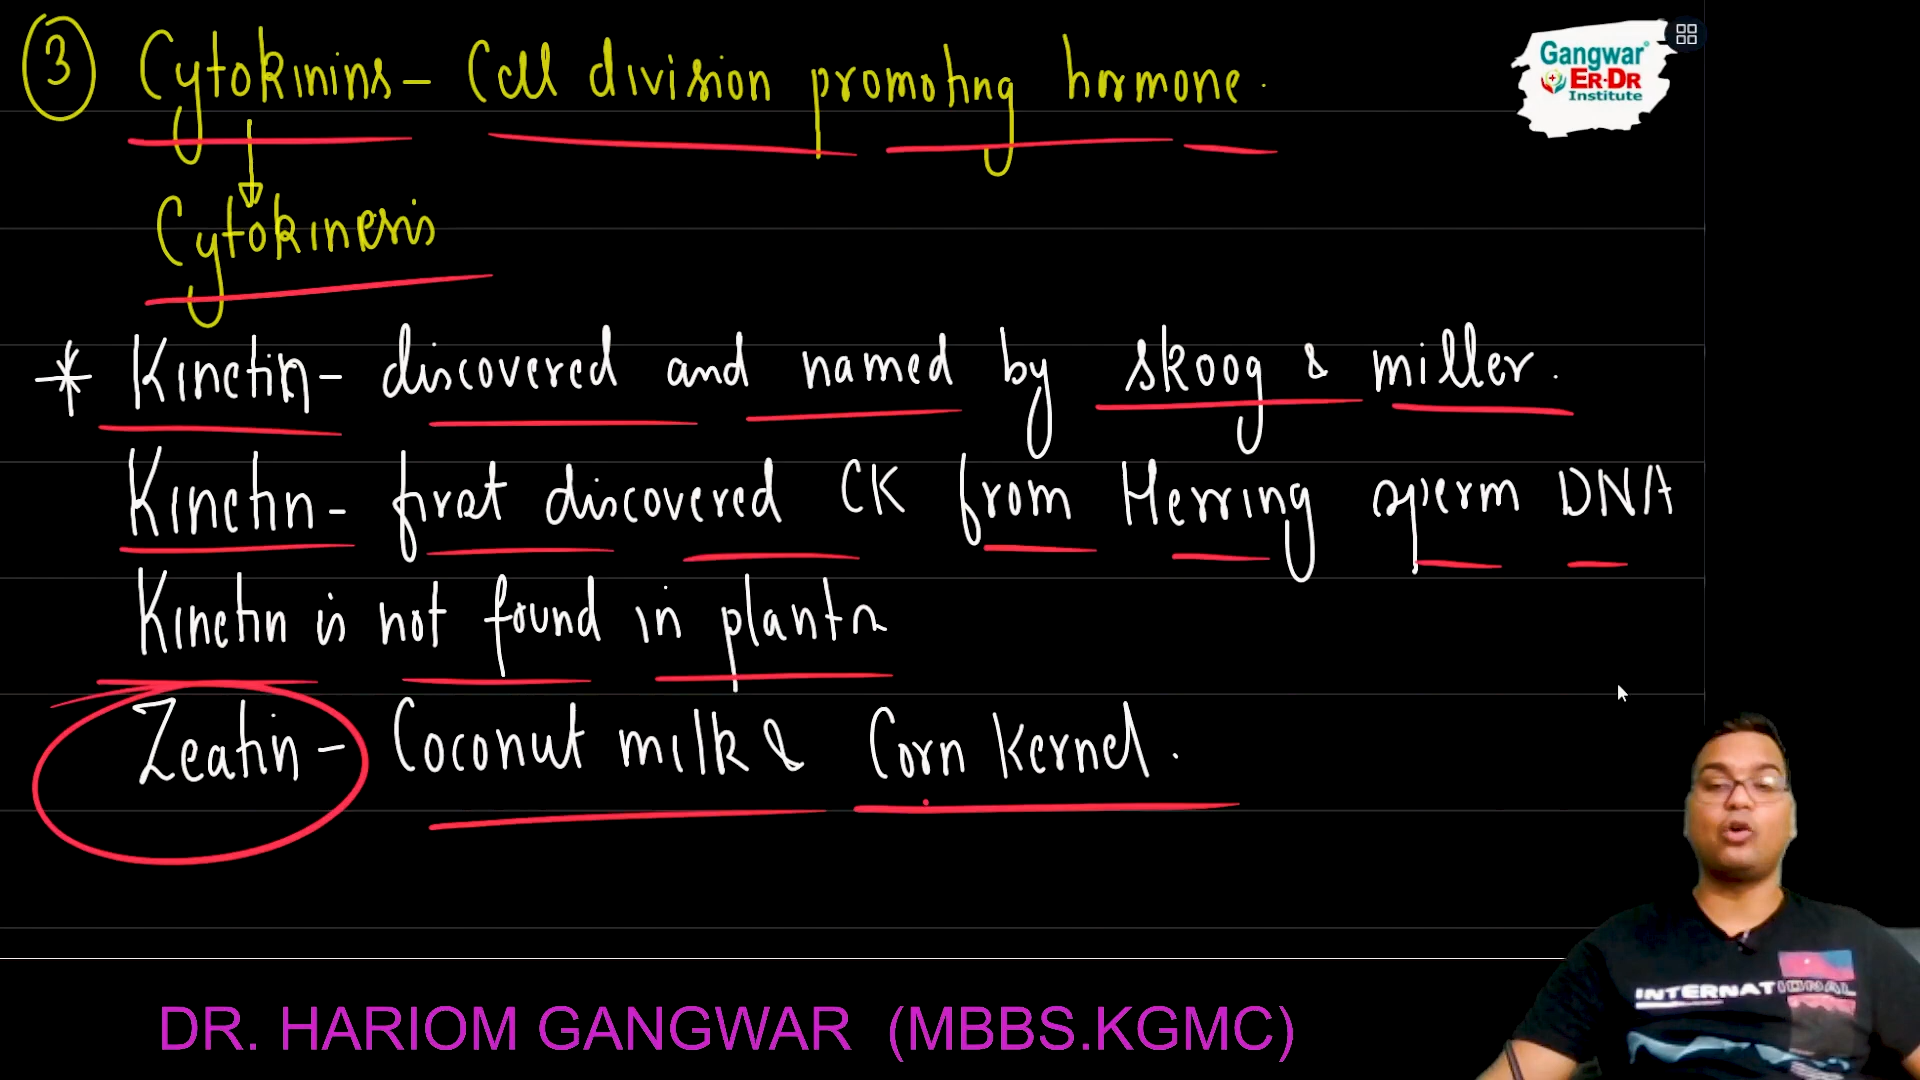 3 Cytokinins - Cell division promoting hormone.
Cytokinesis
* Kinetin - discovered and named by skoog & miller.
Kinetin - first discovered CK from Herring sperm DNA
Kinetin is not found in plants
Zeatin - Coconut milk & Corn Kernel.
Gangwar
ER-DR
Institute
INTERNATIONAL
DR. HARIOM GANGWAR (MBBS.KGMC)